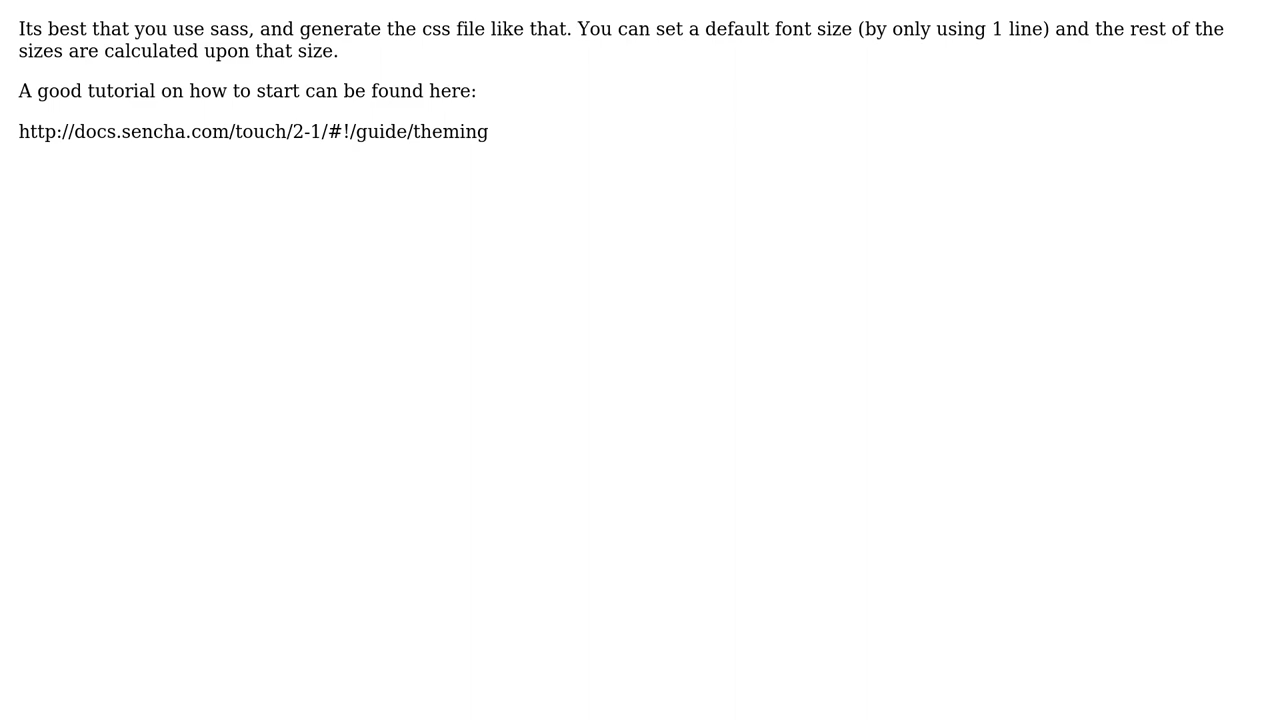 Its best that you use sass, and generate the css file like that. You can set a default font size (by only using 1 line) and the rest of the
sizes are calculated upon that size.
A good tutorial on how to start can be found here:
http://docs.sencha.com/touch/2-1/#!/guide/theming